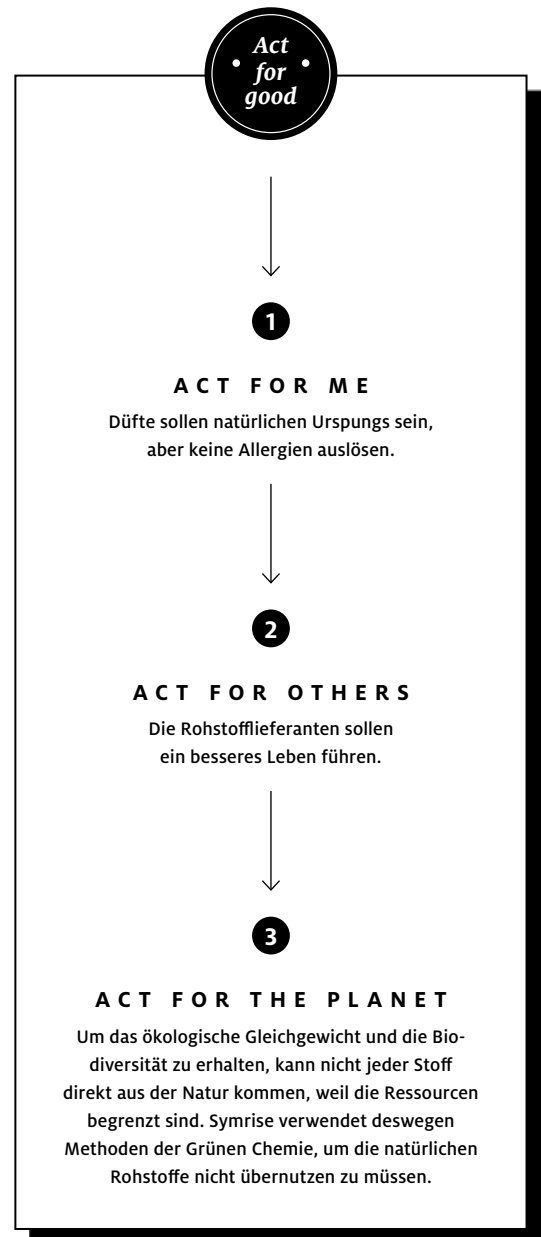 Act
for
good
1
ACT FOR ME
Düfte sollen natürlichen Urspungs sein,
aber keine Allergien auslösen.
2
ACT FOR OTHERS
Die Rohstofflieferanten sollen
ein besseres Leben führen.
3
ACT FOR THE PLANET
Um das ökologische Gleichgewicht und die Bio-
diversität zu erhalten, kann nicht jeder Stoff
direkt aus der Natur kommen, weil die Ressourcen
begrenzt sind. Symrise verwendet deswegen
Methoden der Grünen Chemie, um die natürlichen
Rohstoffe nicht übernutzen zu müssen.